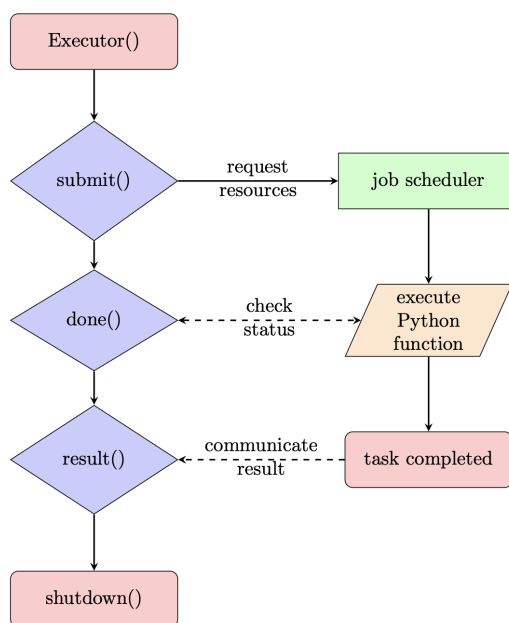 Executor()
submit()
request
resources
job scheduler
done()
check
status
execute
Python
function
result()
communicate
result
task completed
shutdown()